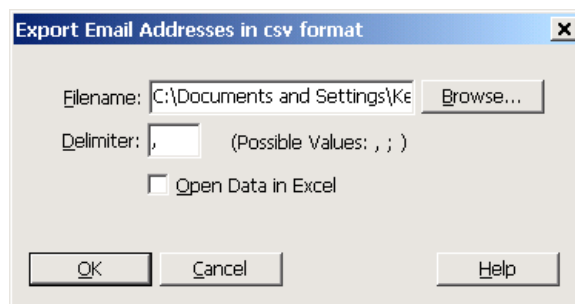 Export Email Addresses in csv format
Filename: C:\Documents and Settings\Ke Browse...
Delimiter: , (Possible Values: , ; )
Open Data in Excel
OK Cancel Help